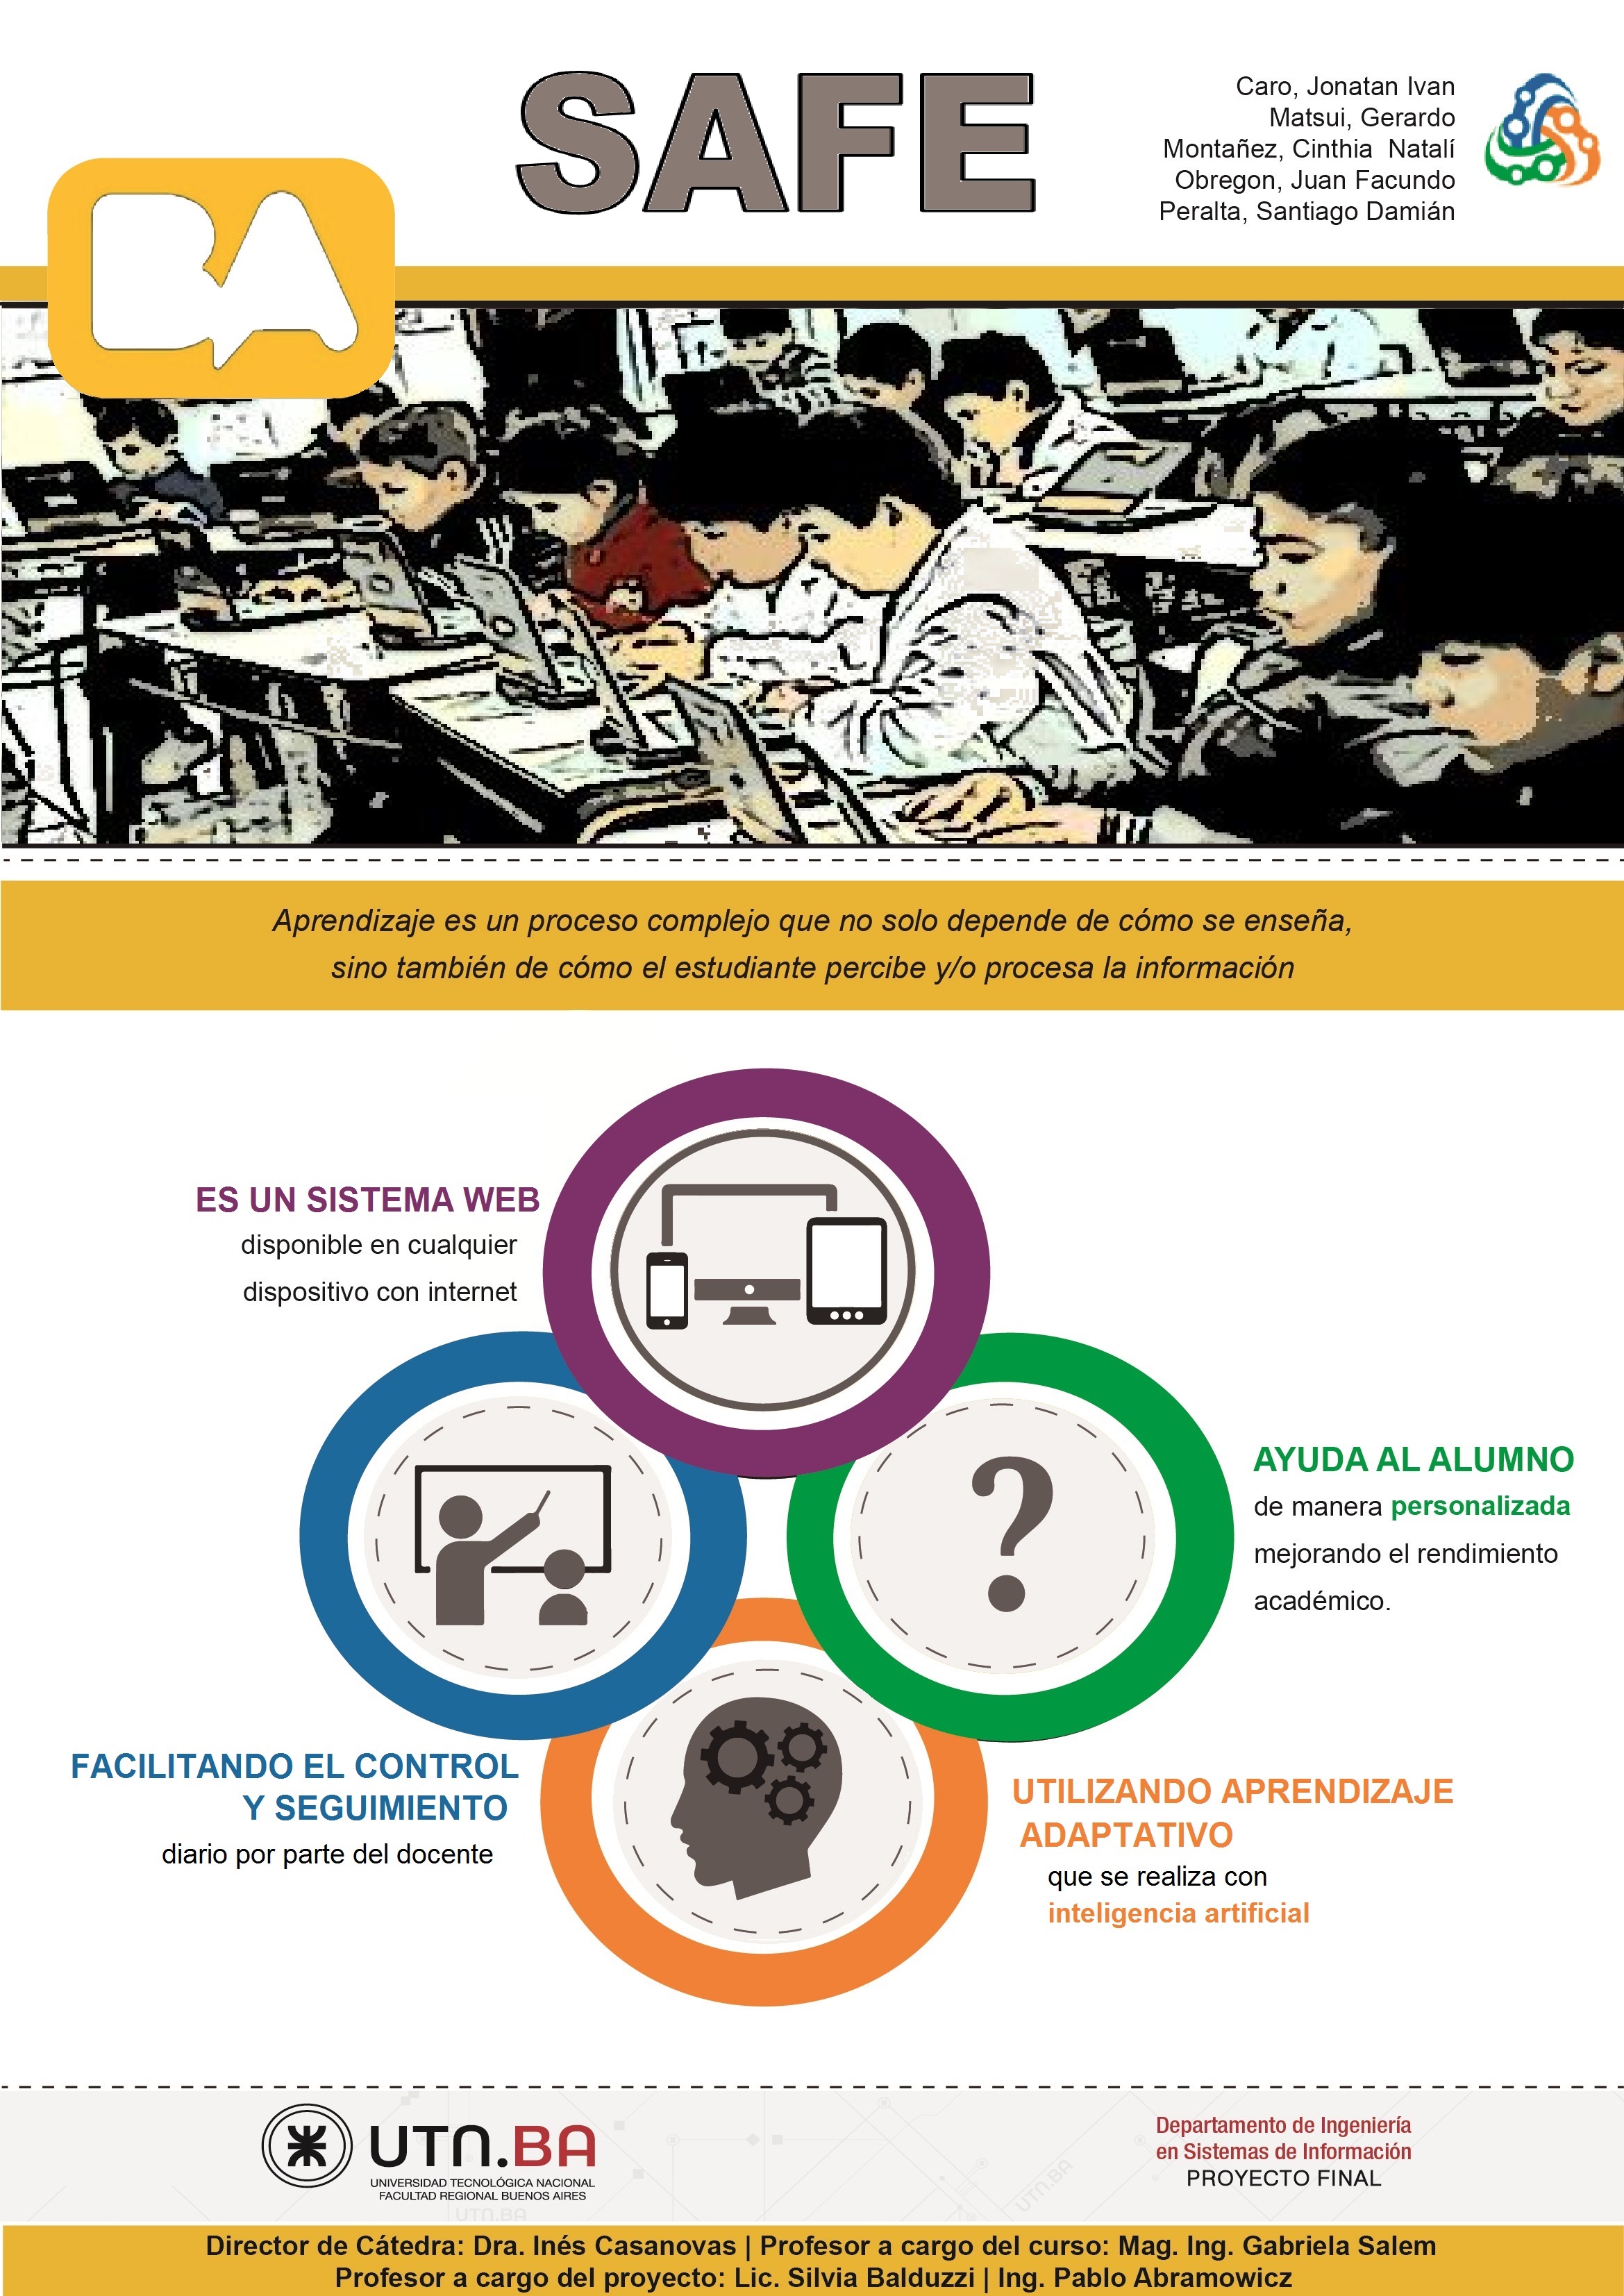 SAFE
Caro, Jonatan Ivan
Matsui, Gerardo
Montañez, Cinthia Natalí
Obregon, Juan Facundo
Peralta, Santiago Damián
BA
Aprendizaje es un proceso complejo que no solo depende de cómo se enseña,
sino también de cómo el estudiante percibe y/o procesa la información
ES UN SISTEMA WEB
disponible en cualquier
dispositivo con internet
?
AYUDA AL ALUMNO
de manera personalizada
mejorando el rendimiento
académico.
FACILITANDO EL CONTROL
Y SEGUIMIENTO
diario por parte del docente
UTILIZANDO APRENDIZAJE
ADAPTATIVO
que se realiza con
inteligencia artificial
UTN.BA
UNIVERSIDAD TECNOLÓGICA NACIONAL
FACULTAD REGIONAL BUENOS AIRES
UTN.BA
UTN.BA
Departamento de Ingeniería
en Sistemas de Información
PROYECTO FINAL
Director de Cátedra: Dra. Inés Casanovas | Profesor a cargo del curso: Mag. Ing. Gabriela Salem
Profesor a cargo del proyecto: Lic. Silvia Balduzzi | Ing. Pablo Abramowicz